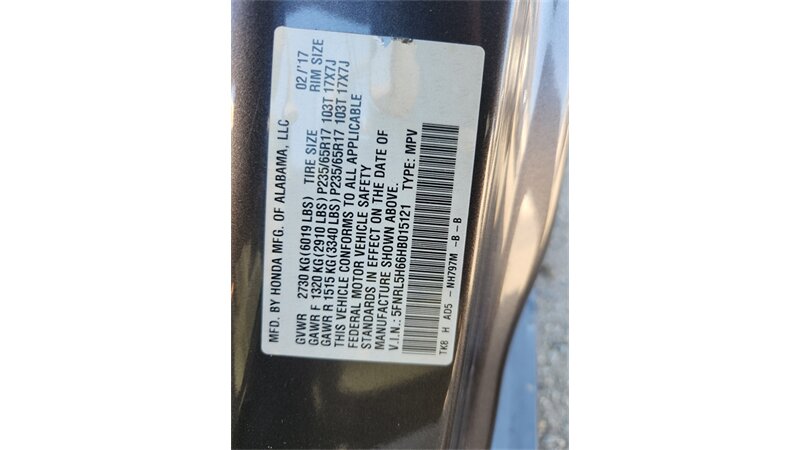 MFD. BY HONDA MFG. OF ALABAMA, LLC 02/'17
GVWR 2730 KG(6019 LBS) TIRE SIZE RIM SIZE
GAWR F 1320 KG(2910 LBS) P235/65R17 103T 17X7J
GAWR R 1515 KG(3340 LBS) P235/65R17 103T 17X7J
THIS VEHICLE CONFORMS TO ALL APPLICABLE
FEDERAL MOTOR VEHICLE SAFETY
STANDARDS IN EFFECT ON THE DATE OF
MANUFACTURE SHOWN ABOVE.
V.I.N.: 5FNRL5H66HB015121 TYPE: MPV
TK8 H AD5 - NH797M -B - B